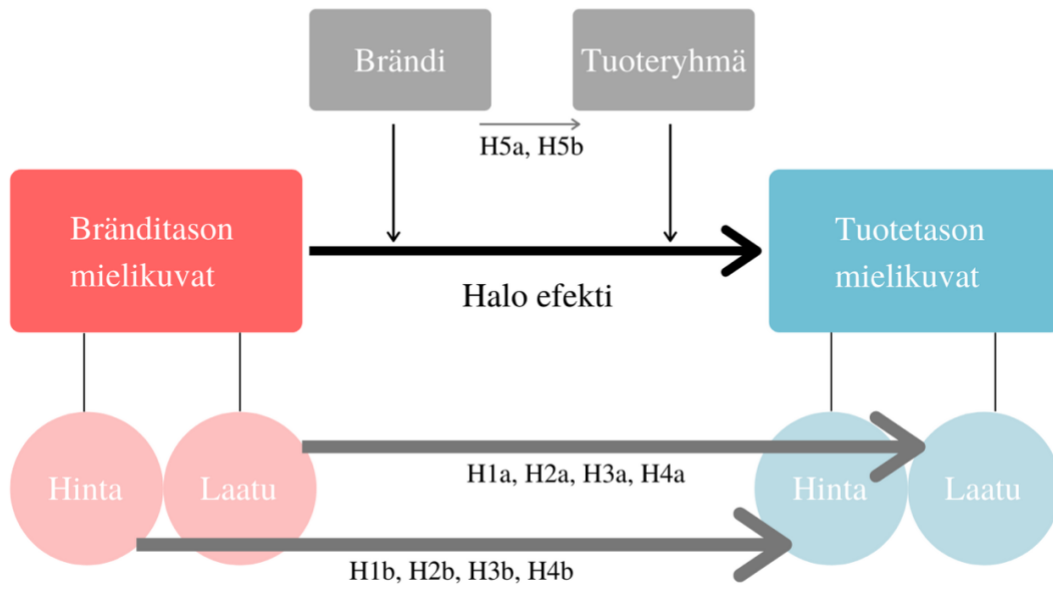 Brändi
Tuoteryhmä
H5a, H5b
Bränditason
mielikuvat
Tuotetason
mielikuvat
Halo efekti
H1a, H2a, H3a, H4a
Hinta
Laatu
Hinta
Laatu
H1b, H2b, H3b, H4b